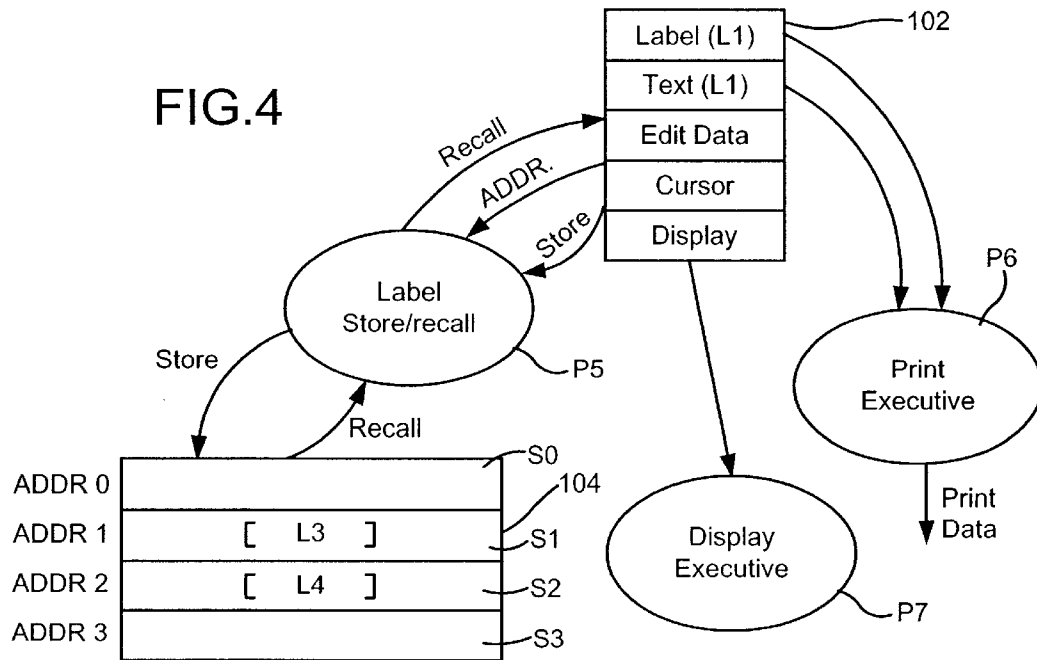 FIG.4
Label (L1)
102
Text (L1)
Edit Data
Cursor
Display
Recall
ADDR.
Store
Label
Store/recall
P5
P6
Print
Executive
Print
Data
Store
Recall
S0
104
ADDR 0
ADDR 1
[ L3 ]
S1
ADDR 2
[ L4 ]
S2
ADDR 3
S3
Display
Executive
P7